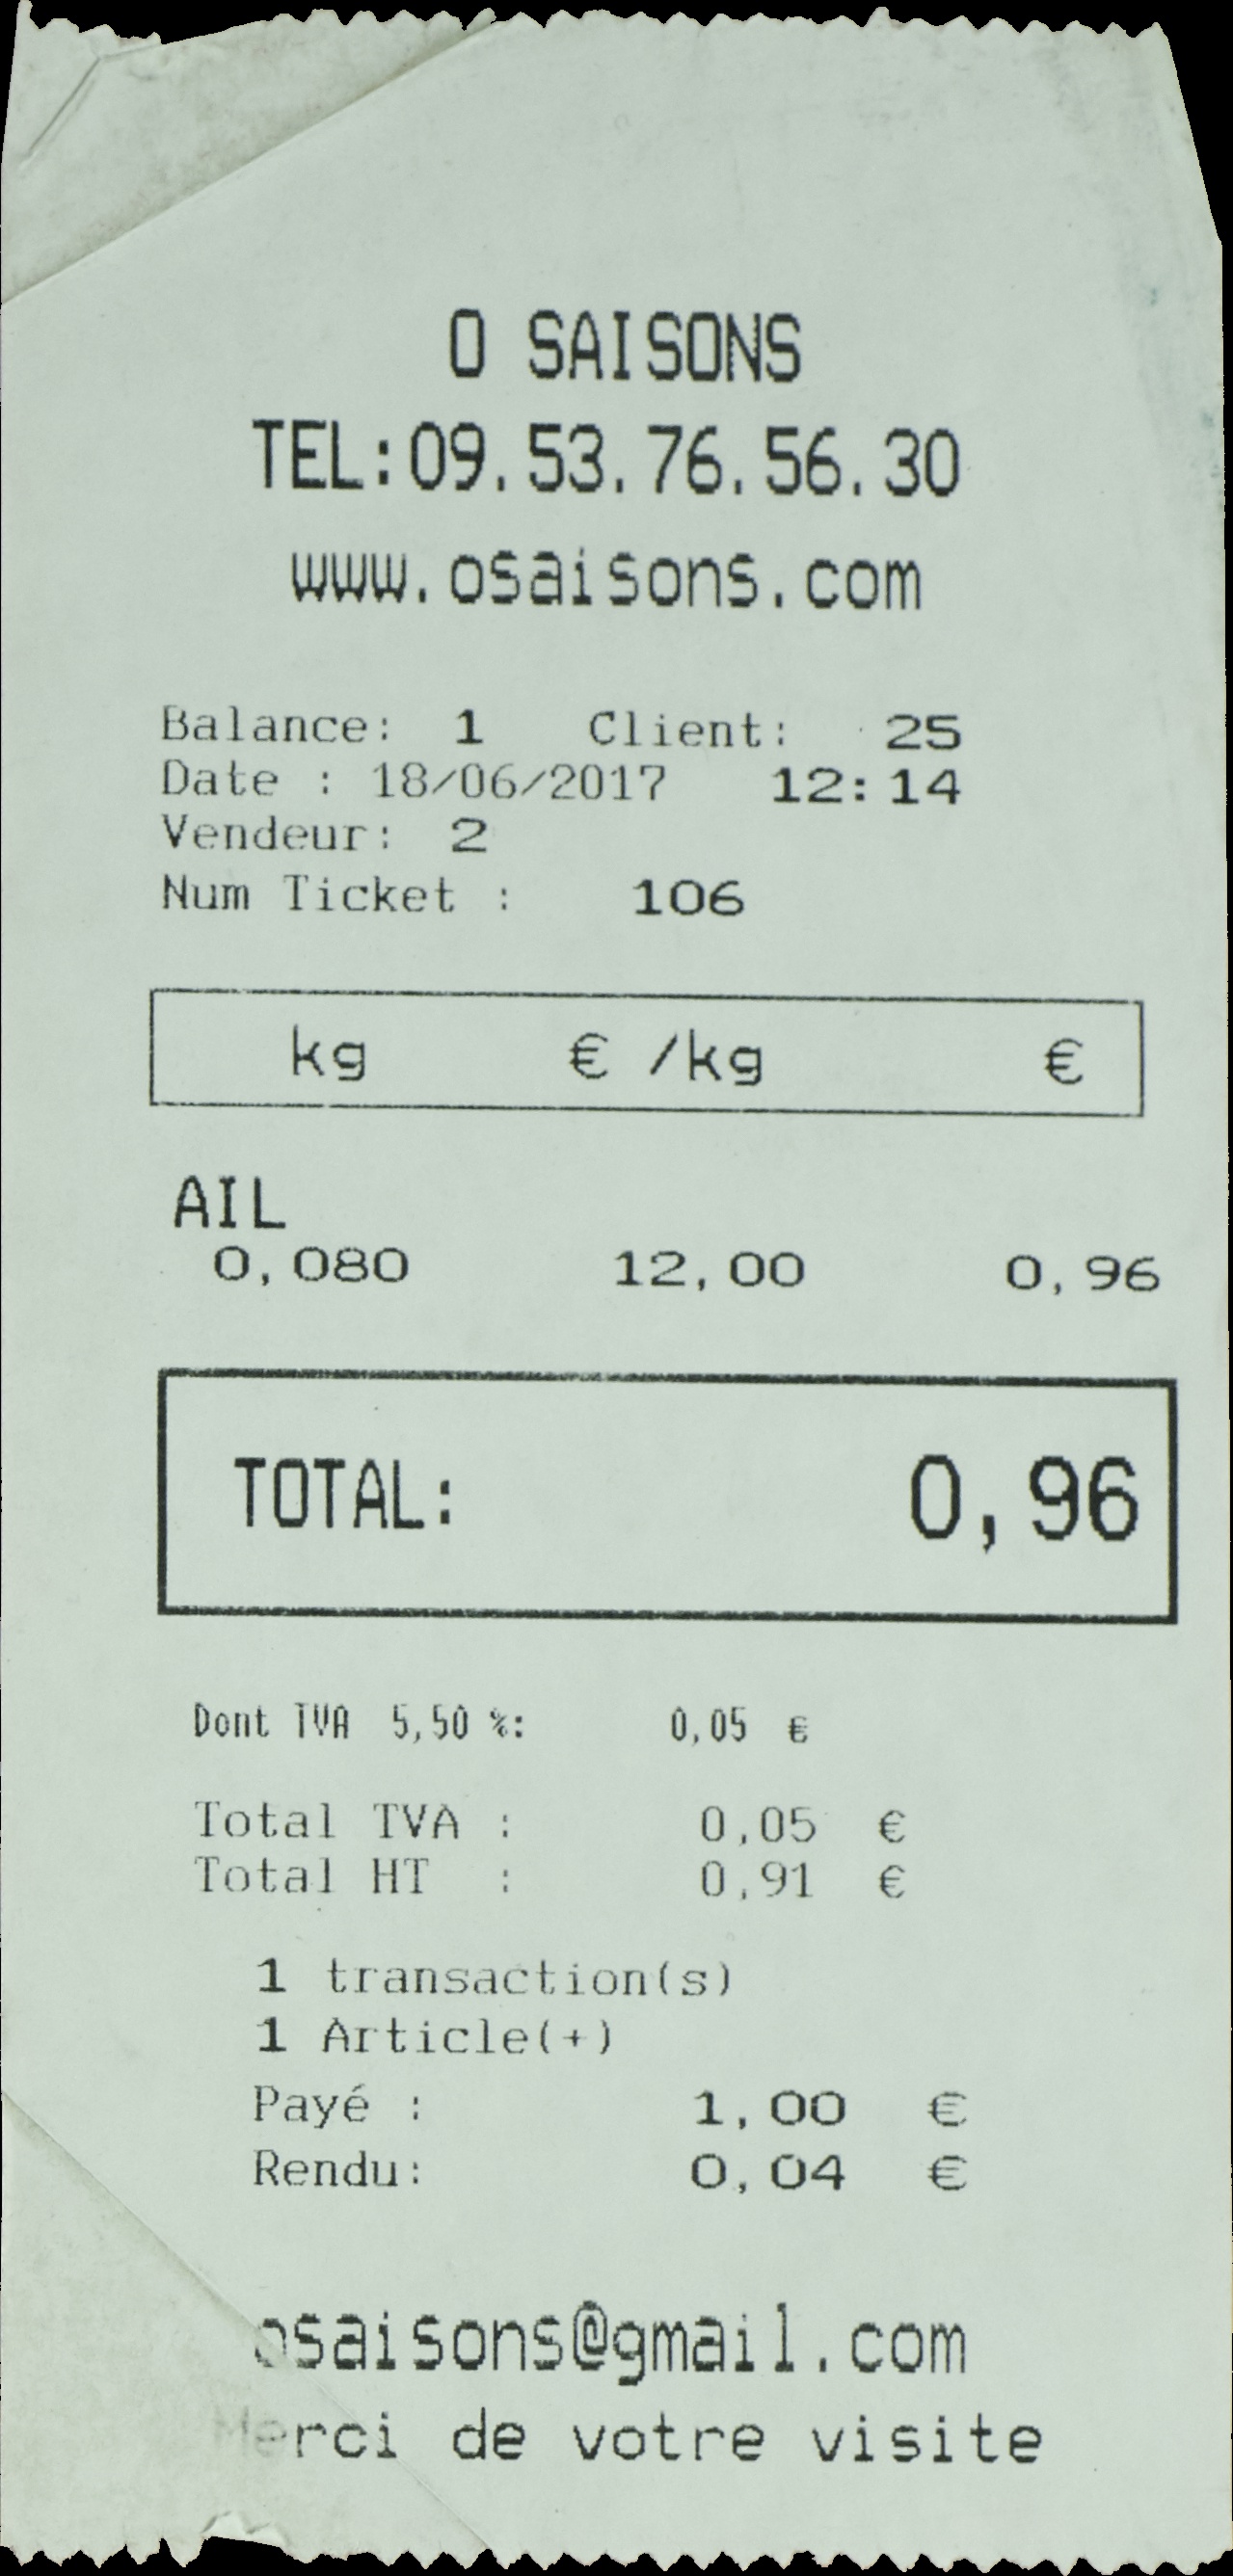 O SAISONS
TEL:09.53.76.56.30
www.osaisons.com
Balance: 1 Client: 25
Date : 18/06/2017 12:14
Vendeur: 2
Num Ticket : 106
kg € /kg €
AIL
0,080 12,00 0,96
TOTAL: 0,96
Dont TVA 5,50 %: 0,05 €
Total TVA : 0,05 €
Total HT : 0,91 €
1 transaction(s)
1 Article(+)
Payé : 1,00 €
Rendu: 0,04 €
osaisons@gmail.com
Merci de votre visite